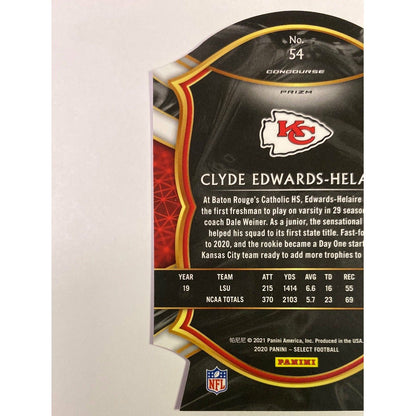 No.
54
CONCOURSE
PRIZM
KC
CLYDE EDWARDS-HELA
At Baton Rouge's Catholic HS, Edwards-Helaire
the first freshman to play on varsity in 29 season
coach Dale Weiner. As a junior, the sensational
helped his squad to its first state title. Fast-fo
to 2020, and the rookie became a Day One start
Kansas City team ready to add more trophies to
YEAR TEAM ATT YDS AVG TD REC
19 LSU 215 1414 6.6 16 55
NCAA TOTALS 370 2103 5.7 23 69
帕尼尼 © 2021 Panini America, Inc. Produced in the USA.
2020 PANINI – SELECT FOOTBALL
PANINI
NFL